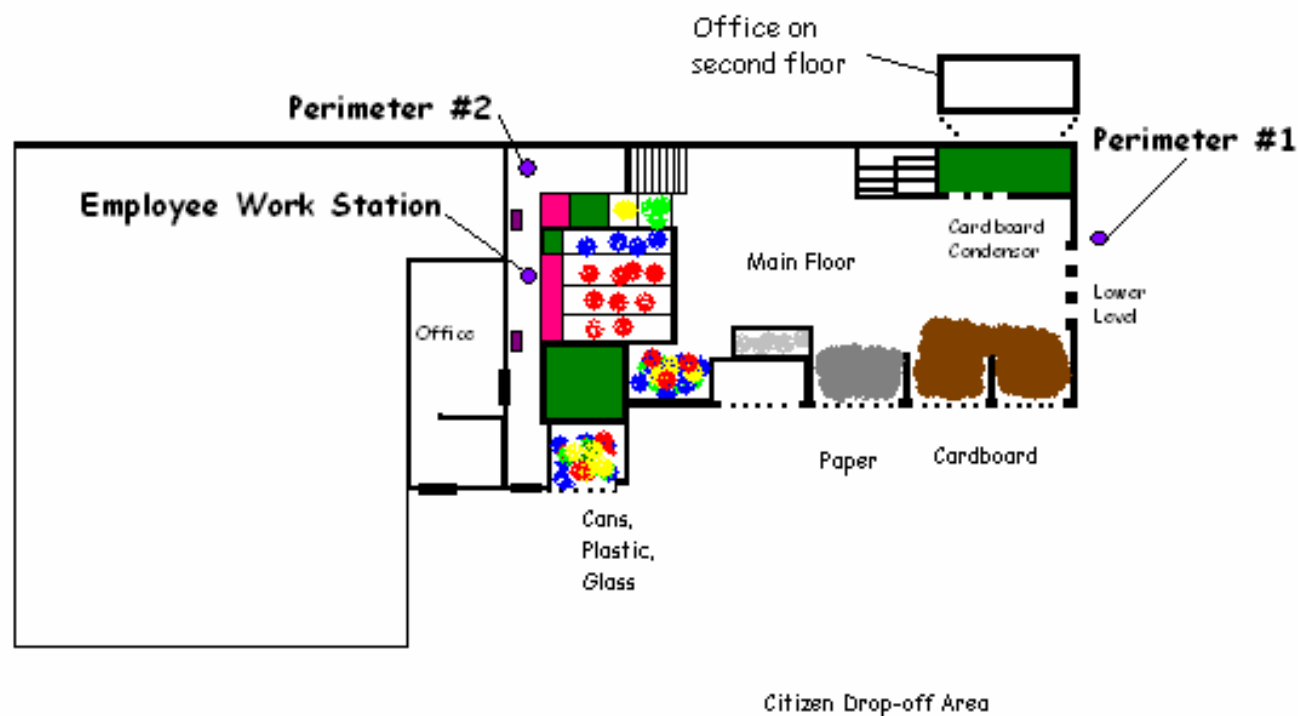 Office on
second floor
Perimeter #2
Perimeter #1
Employee Work Station
Cardboard
Condensor
Main Floor
Lower
Level
Office
Paper
Cardboard
Cans,
Plastic,
Glass
Citizen Drop-off Area